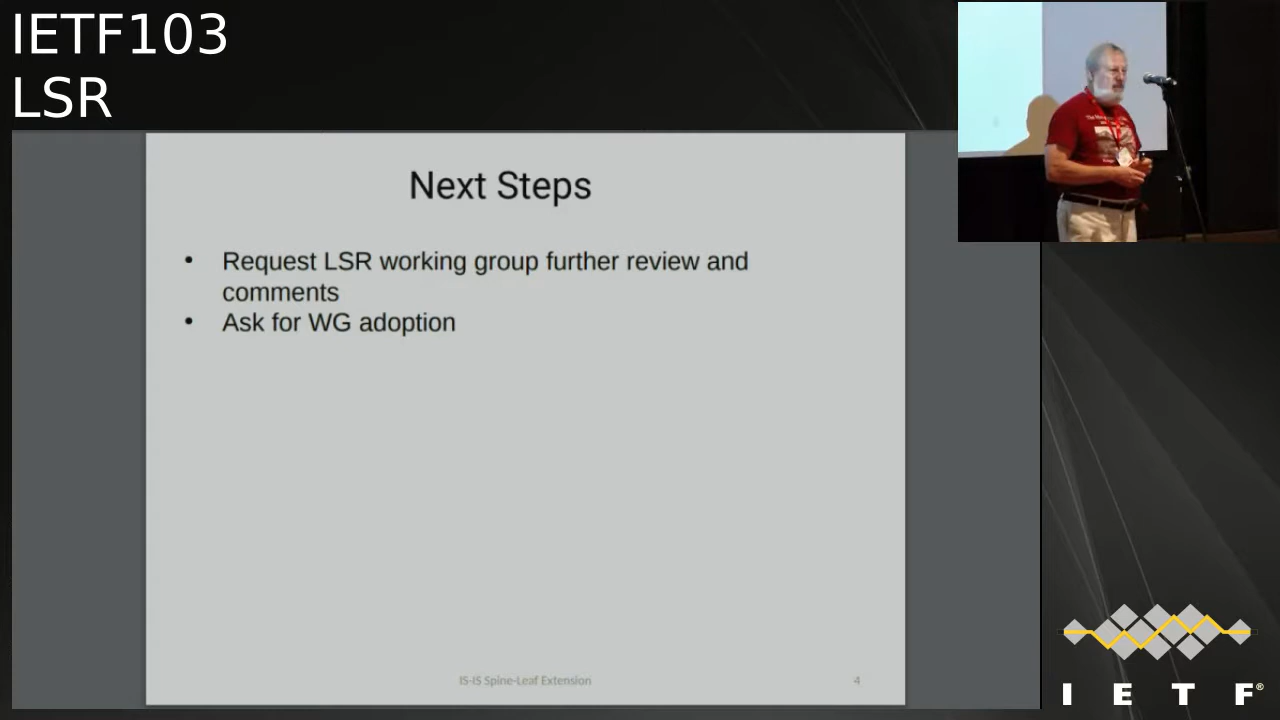 IETF103
LSR
Next Steps
• Request LSR working group further review and
comments
• Ask for WG adoption
IS-IS Spine-Leaf Extension
4
I E T F®